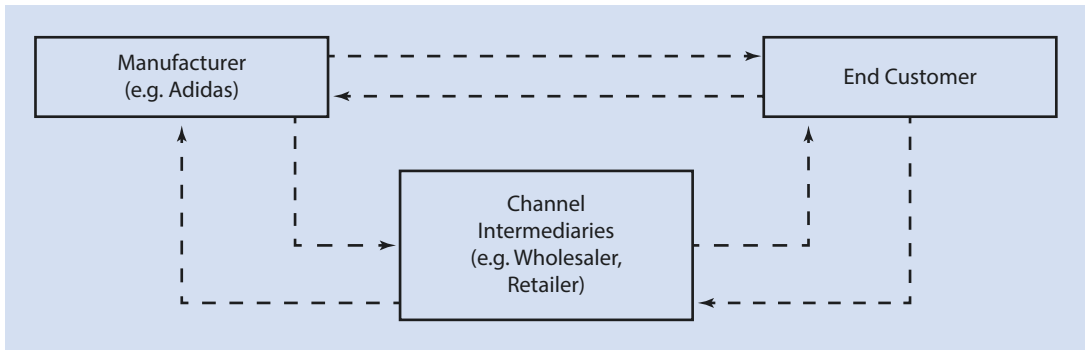 Manufacturer
(e.g. Adidas)
End Customer
Channel
Intermediaries
(e.g. Wholesaler,
Retailer)